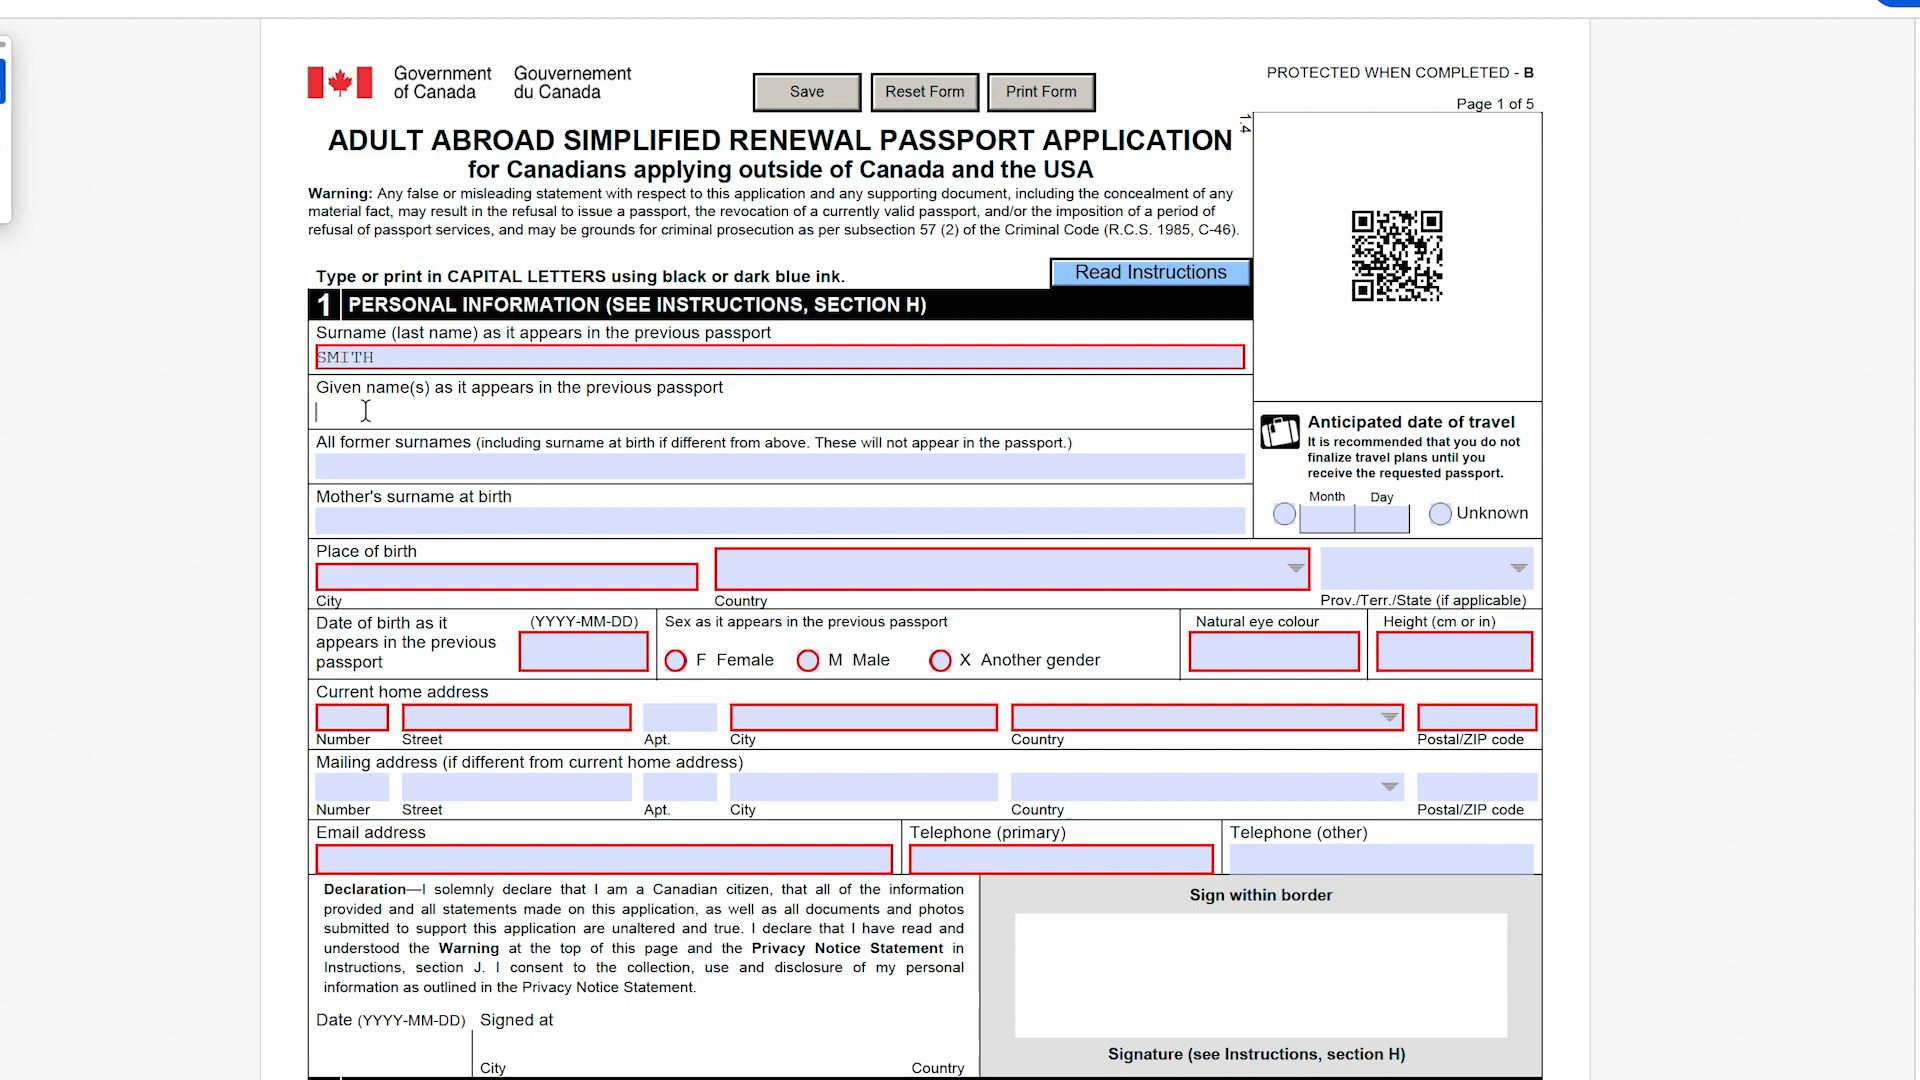 Government of Canada
Gouvernement du Canada
Save
Reset Form
Print Form
PROTECTED WHEN COMPLETED - B
Page 1 of 5
ADULT ABROAD SIMPLIFIED RENEWAL PASSPORT APPLICATION
1.4
for Canadians applying outside of Canada and the USA
Warning: Any false or misleading statement with respect to this application and any supporting document, including the concealment of any
material fact, may result in the refusal to issue a passport, the revocation of a currently valid passport, and/or the imposition of a period of
refusal of passport services, and may be grounds for criminal prosecution as per subsection 57 (2) of the Criminal Code (R.C.S. 1985, C-46).
Type or print in CAPITAL LETTERS using black or dark blue ink.
Read Instructions
1 PERSONAL INFORMATION (SEE INSTRUCTIONS, SECTION H)
Surname (last name) as it appears in the previous passport
SMITH
Given name(s) as it appears in the previous passport
All former surnames (including surname at birth if different from above. These will not appear in the passport.)
Mother's surname at birth
Anticipated date of travel
It is recommended that you do not
finalize travel plans until you
receive the requested passport.
Month Day
Unknown
Place of birth
City
Country
Prov./Terr./State (if applicable)
Date of birth as it
appears in the previous
passport
(YYYY-MM-DD)
Sex as it appears in the previous passport
F Female M Male X Another gender
Natural eye colour
Height (cm or in)
Current home address
Number Street Apt. City Country Postal/ZIP code
Mailing address (if different from current home address)
Number Street Apt. City Country Postal/ZIP code
Email address
Telephone (primary)
Telephone (other)
Declaration—I solemnly declare that I am a Canadian citizen, that all of the information
provided and all statements made on this application, as well as all documents and photos
submitted to support this application are unaltered and true. I declare that I have read and
understood the Warning at the top of this page and the Privacy Notice Statement in
Instructions, section J. I consent to the collection, use and disclosure of my personal
information as outlined in the Privacy Notice Statement.
Date (YYYY-MM-DD) Signed at
City Country
Sign within border
Signature (see Instructions, section H)